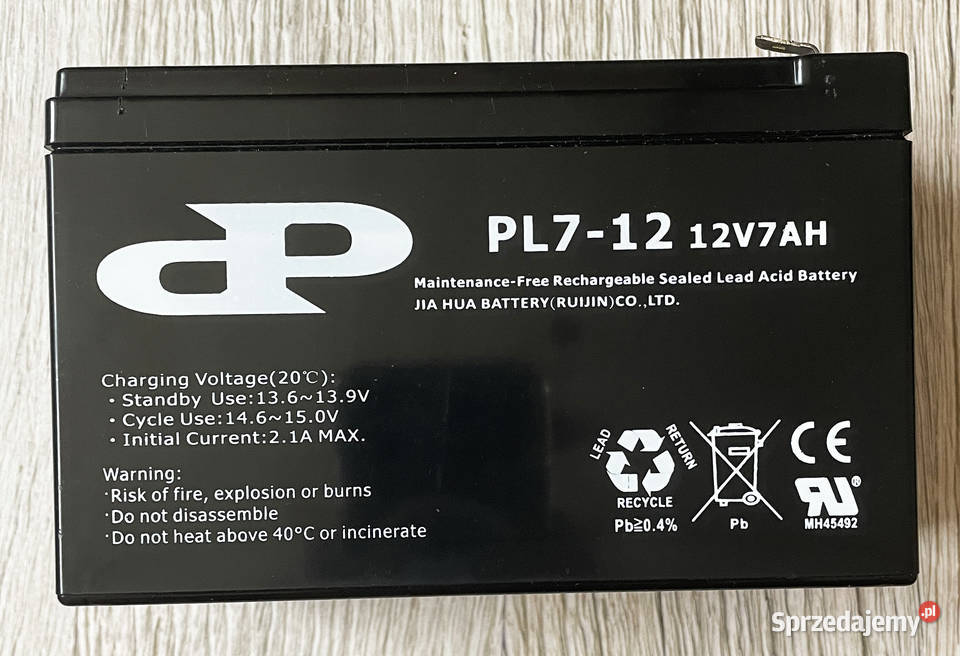 dP
PL7-12 12V7AH
Maintenance-Free Rechargeable Sealed Lead Acid Battery
JIA HUA BATTERY(RUIJIN)CO.,LTD.
Charging Voltage(20℃):
• Standby Use:13.6~13.9V
• Cycle Use:14.6~15.0V
• Initial Current:2.1A MAX.
Warning:
·Risk of fire, explosion or burns
·Do not disassemble
·Do not heat above 40°C or incinerate
LEAD RETURN
RECYCLE
Pb≧0.4%
Pb
CE
RU®
MH45492
Sprzedajemy.pl